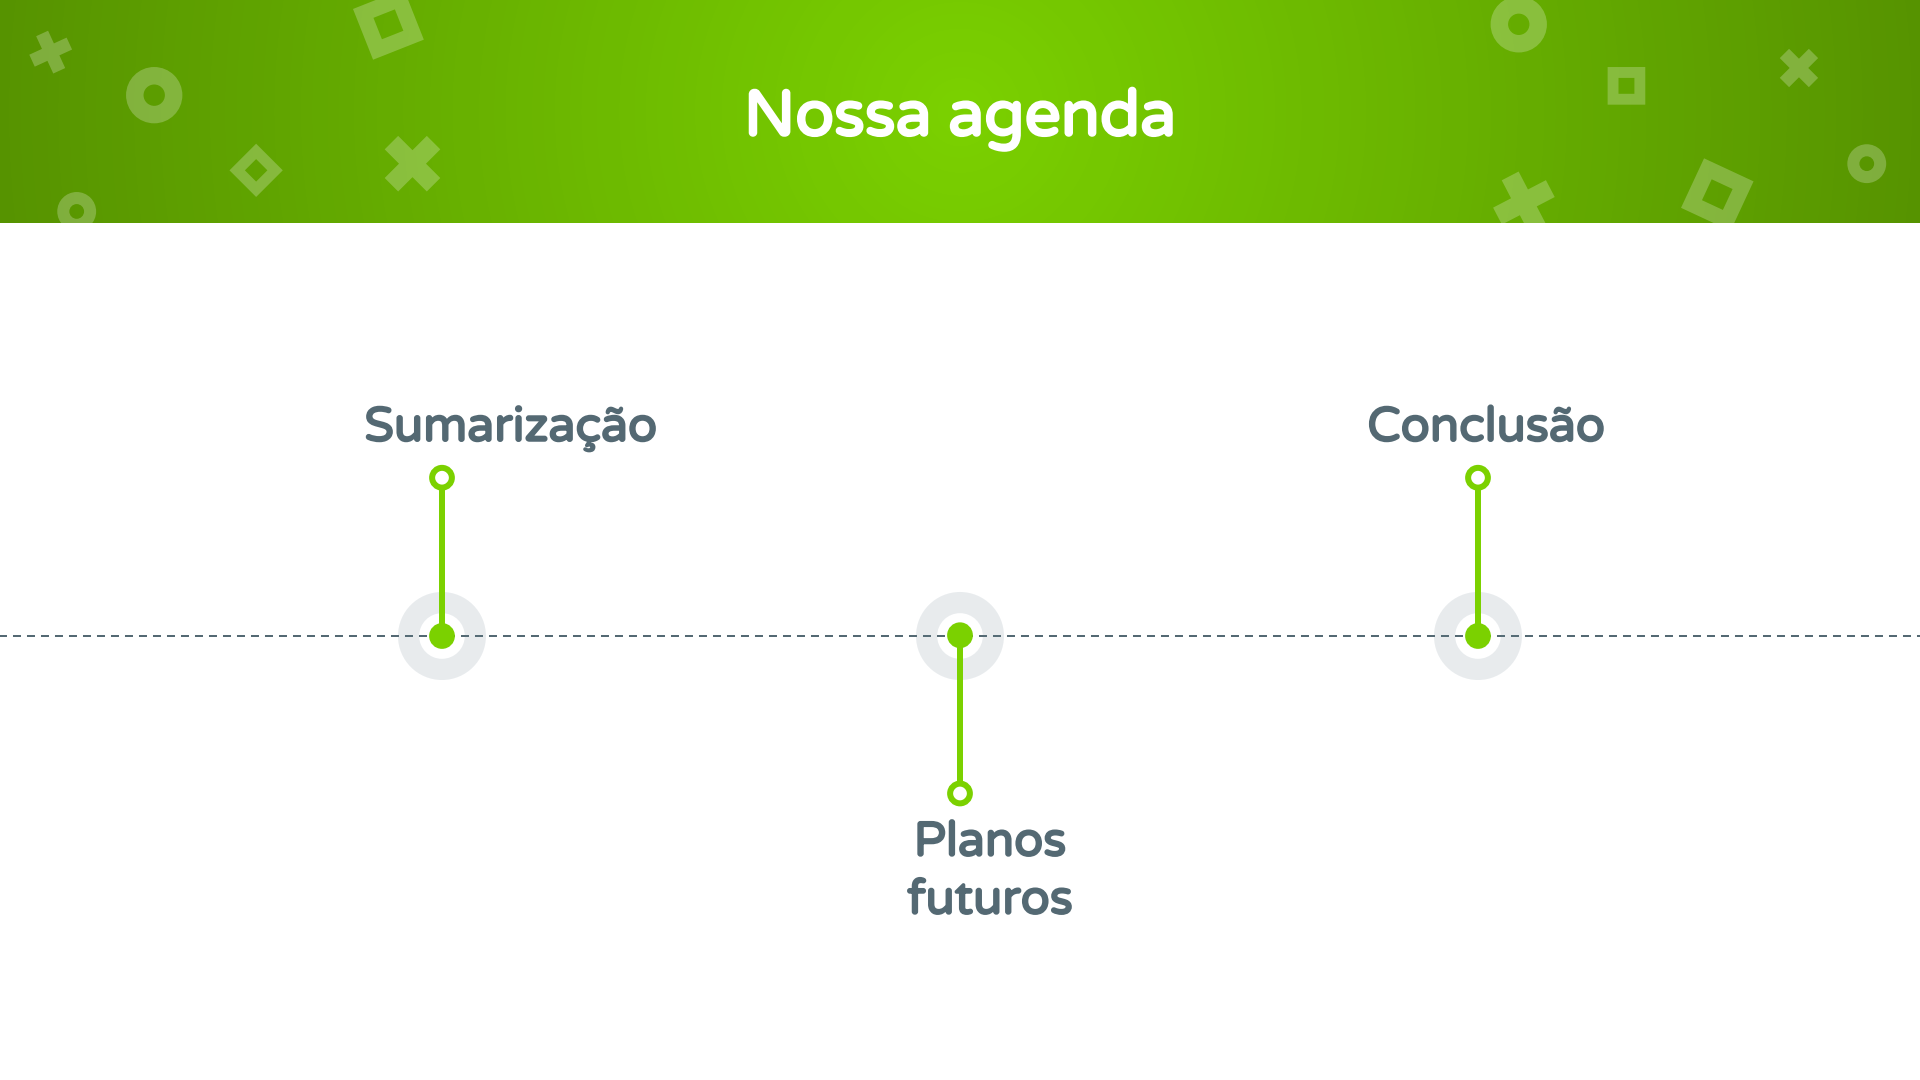 Nossa agenda
Sumarização
Conclusão
Planos
futuros